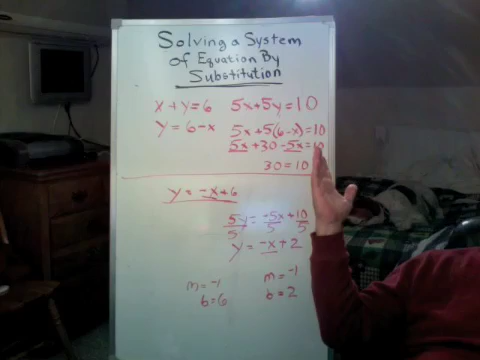 Solving a System
of Equation By
Substitution
x+y=6 5x+5y=10
y=6-x 5x+5(6-x)=10
5x+30-5x=10
30=10
y=-x+6
5y/5=-5x/5+10/5
y=-x+2
m=-1 m=-1
b=6 b=2